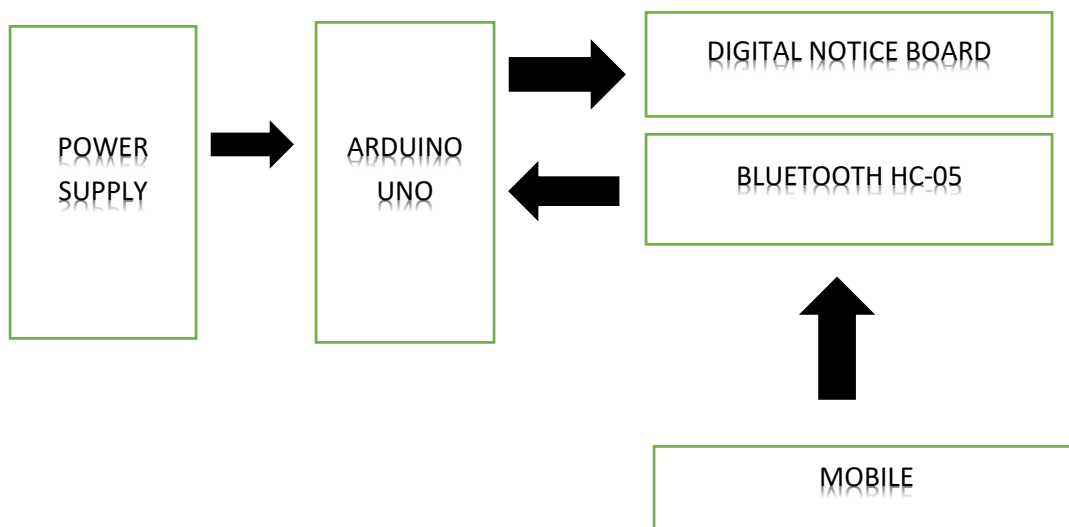 POWER
SUPPLY
ARDUINO
UNO
DIGITAL NOTICE BOARD
BLUETOOTH HC-05
MOBILE